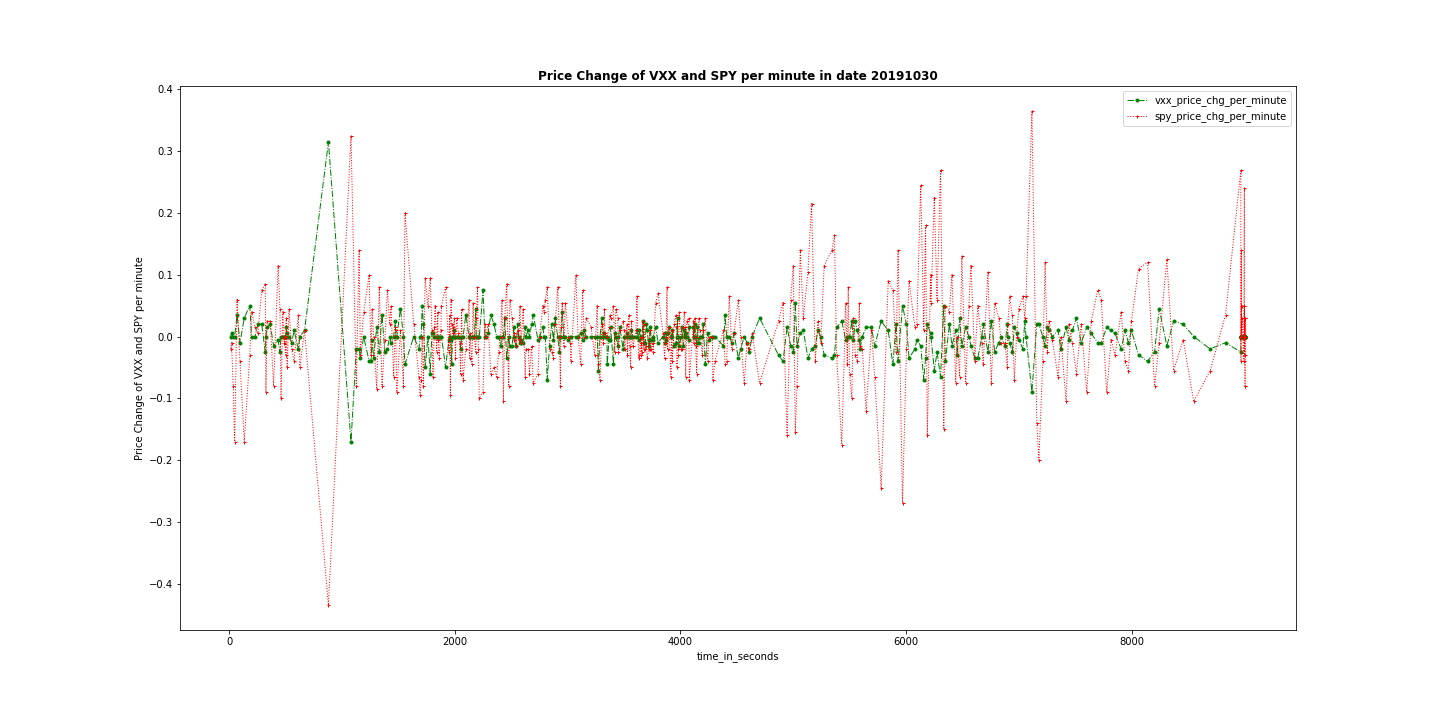 Price Change of VXX and SPY per minute in date 20191030
vxx_price_chg_per_minute
spy_price_chg_per_minute
Price Change of VXX and SPY per minute
0.4
0.3
0.2
0.1
0.0
−0.1
−0.2
−0.3
−0.4
0 2000 4000 6000 8000
time_in_seconds